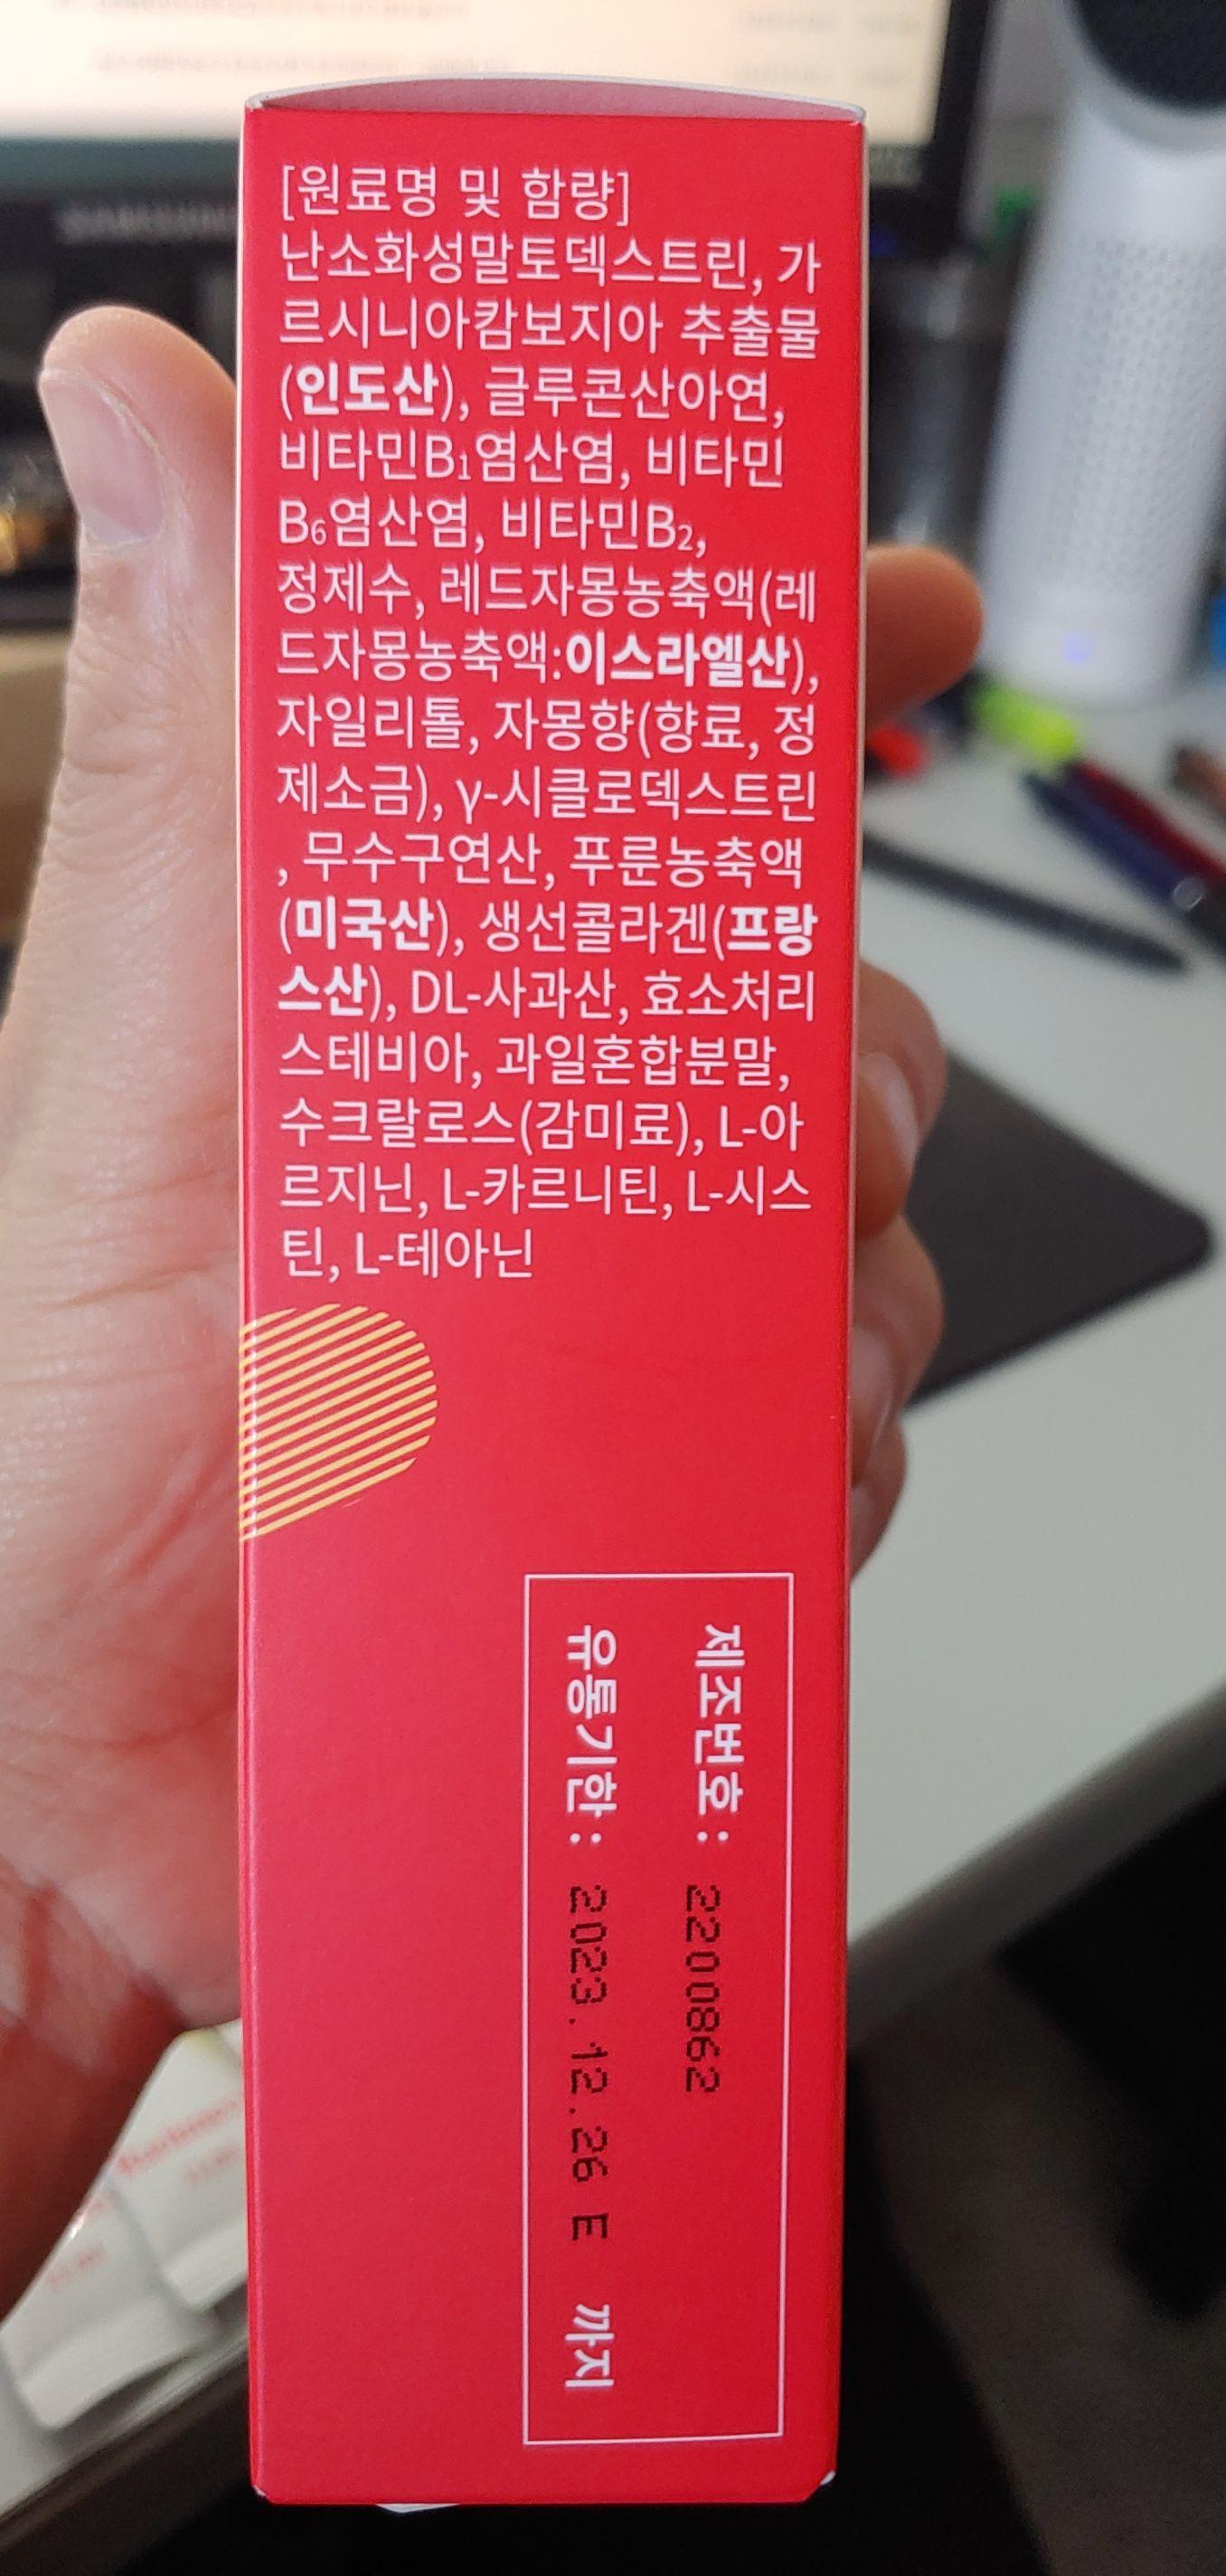 [원료명 및 함량]
난소화성말토덱스트린, 가
르시니아캄보지아 추출물
(인도산), 글루콘산아연,
비타민B₁염산염, 비타민
B₆염산염, 비타민B₂,
정제수, 레드자몽농축액(레
드자몽농축액:이스라엘산),
자일리톨, 자몽향(향료, 정
제소금), γ-시클로덱스트린
, 무수구연산, 푸룬농축액
(미국산), 생선콜라겐(프랑
스산), DL-사과산, 효소처리
스테비아, 과일혼합분말,
수크랄로스(감미료), L-아
르지닌, L-카르니틴, L-시스
틴, L-테아닌
제조번호 : 2200862
유통기한 : 2023.12.26 E 까지